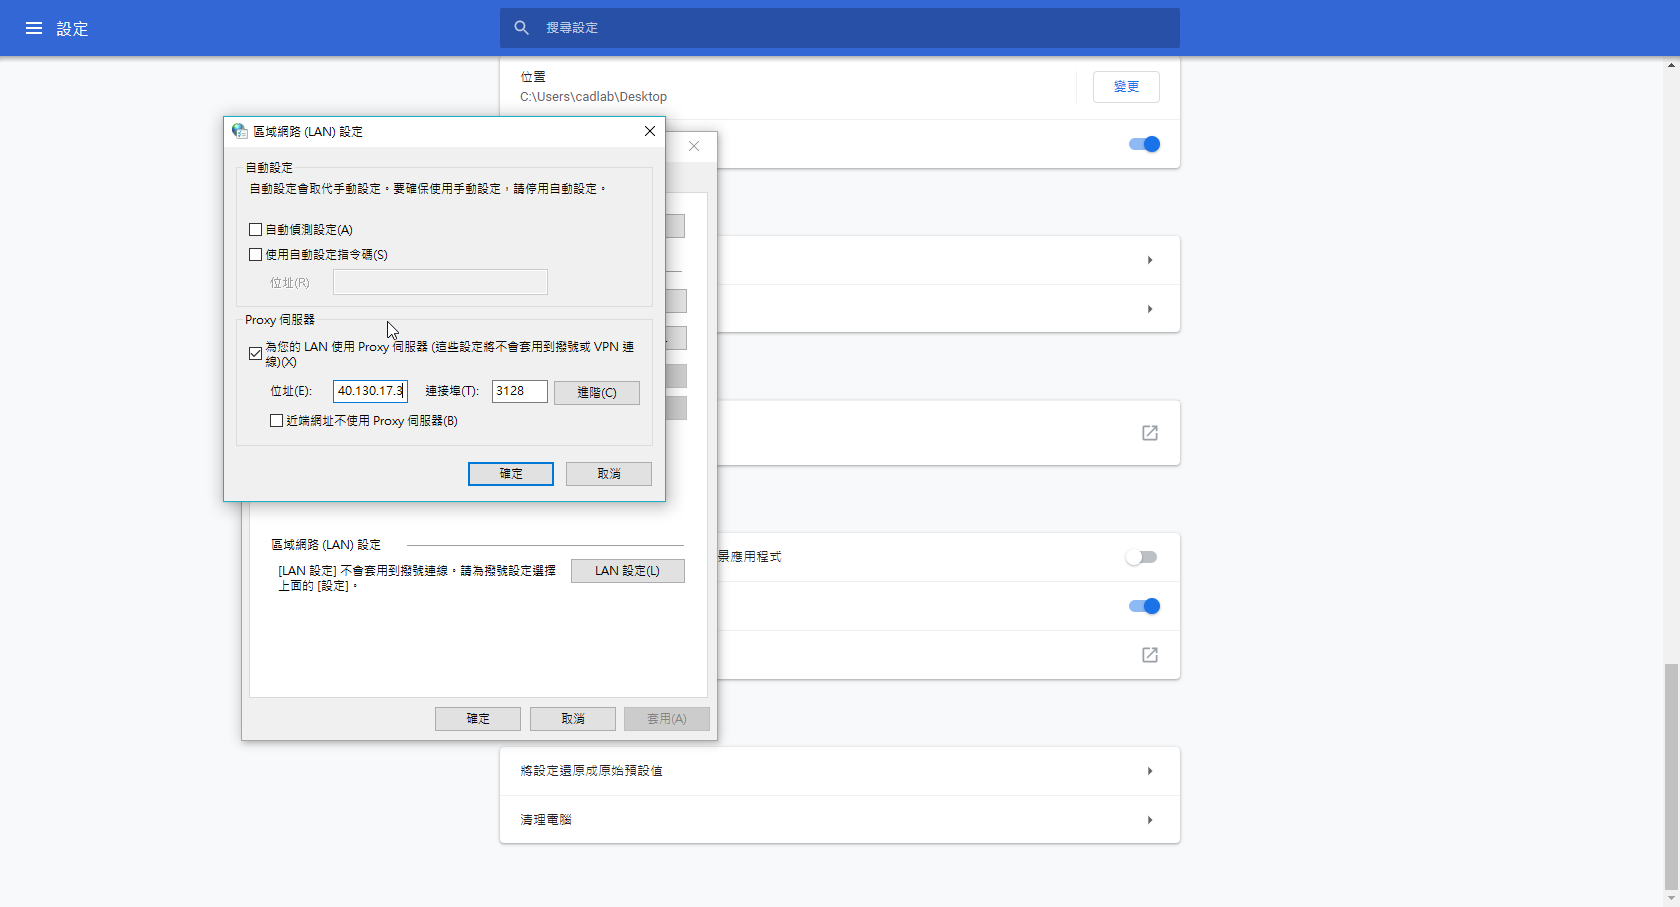 設定
搜尋設定
位置
C:\Users\cadlab\Desktop
變更
區域網路 (LAN) 設定
自動設定
自動設定會取代手動設定。要確保使用手動設定，請停用自動設定。
自動偵測設定(A)
使用自動設定指令碼(S)
位址(R)
Proxy 伺服器
為您的 LAN 使用 Proxy 伺服器 (這些設定將不會套用到撥號或 VPN 連
線)(X)
位址(E): 40.130.17.3 連接埠(T): 3128 進階(C)
近端網址不使用 Proxy 伺服器(B)
確定 取消
區域網路 (LAN) 設定
[LAN 設定] 不會套用到撥號連線。請為撥號設定選擇
上面的 [設定]。
LAN 設定(L)
景應用程式
確定 取消 套用(A)
將設定還原成原始預設值
清理電腦